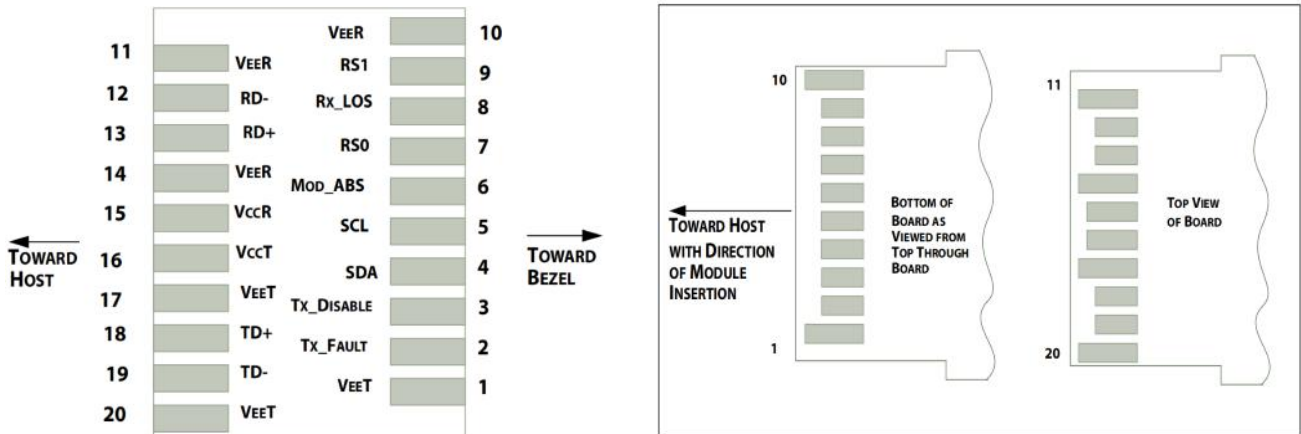 11
12
13
14
15
16
17
18
19
20
VEER
RD-
RD+
VEER
VCCR
VCCT
VEET
TD+
TD-
VEET
TOWARD
HOST
VEER
RS1
RX_LOS
RS0
MOD_ABS
SCL
SDA
TX_DISABLE
TX_FAULT
VEET
10
9
8
7
6
5
4
3
2
1
TOWARD
BEZEL
10
1
TOWARD HOST
WITH DIRECTION
OF MODULE
INSERTION
BOTTOM OF
BOARD AS
VIEWED FROM
TOP THROUGH
BOARD
11
20
TOP VIEW
OF BOARD